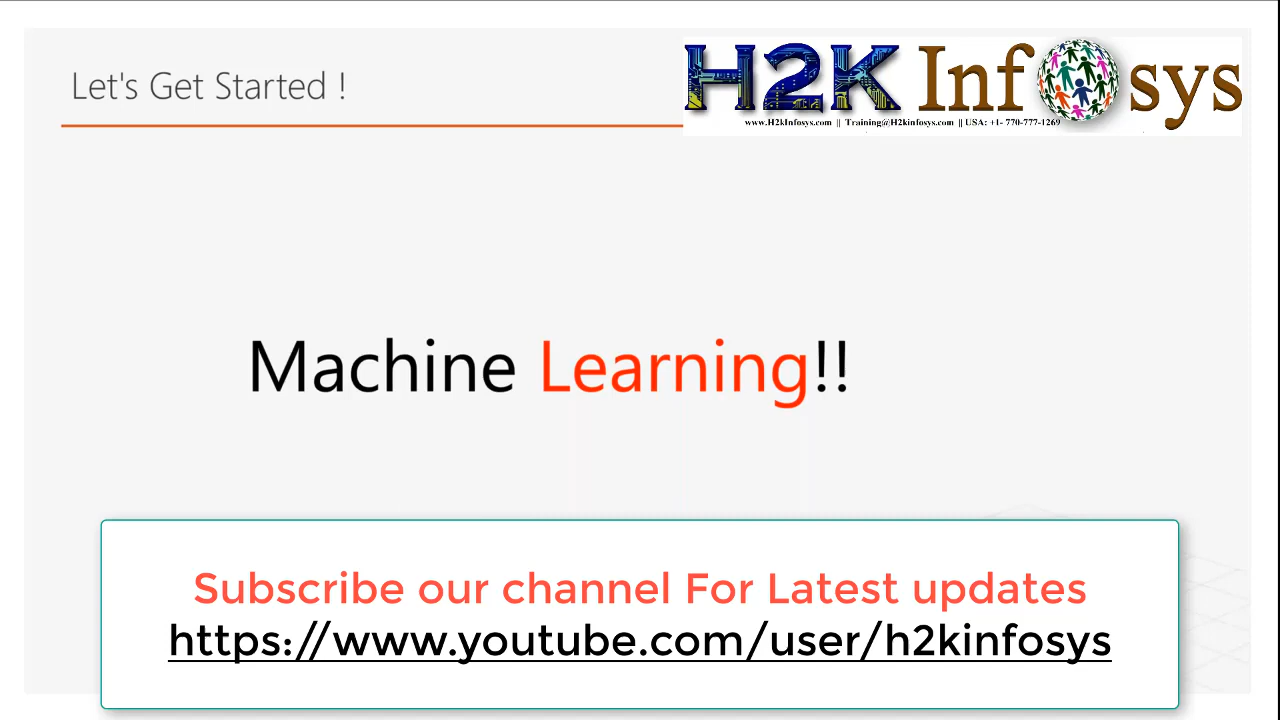 Let's Get Started !
H2K Infosys
www.H2kInfosys.com || Training@H2kinfosys.com || USA: +1- 770-777-1269
Machine Learning!!
Subscribe our channel For Latest updates
https://www.youtube.com/user/h2kinfosys